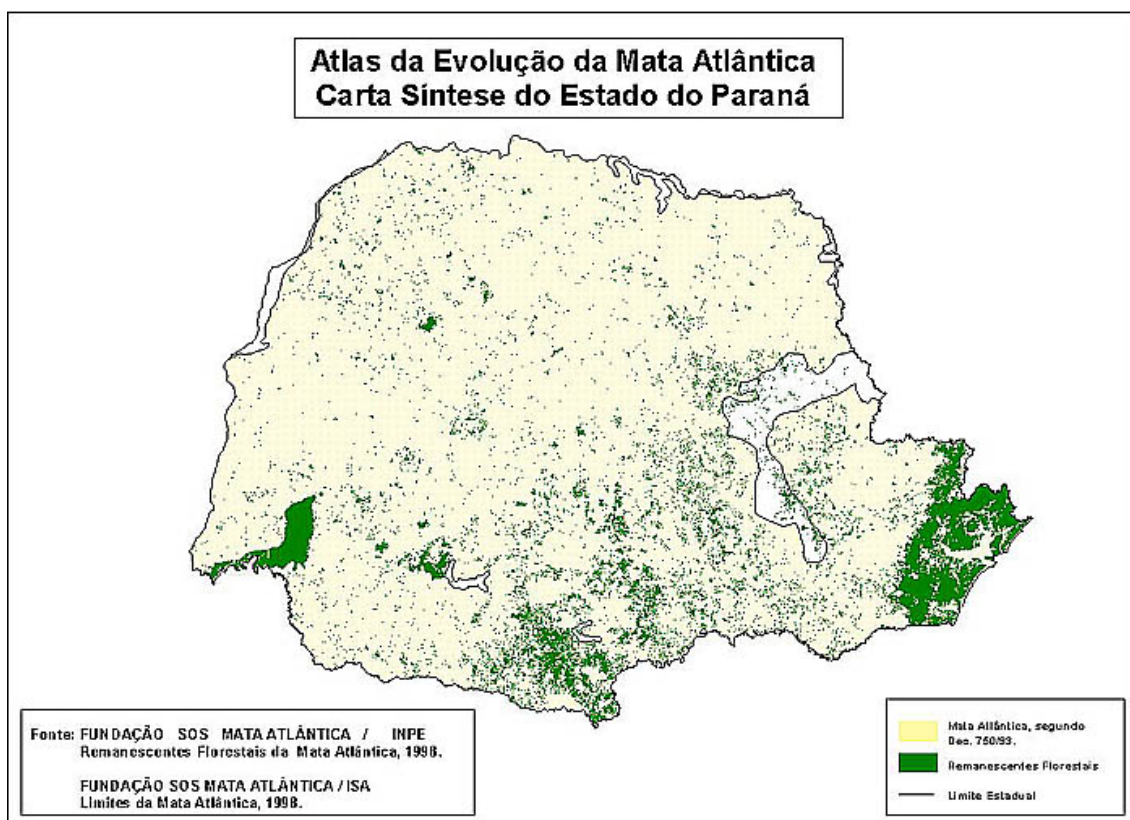 Atlas da Evolução da Mata Atlântica
Carta Síntese do Estado do Paraná
Fonte: FUNDAÇÃO SOS MATA ATLÂNTICA / INPE
Remanescentes Florestais da Mata Atlântica, 1998.
FUNDAÇÃO SOS MATA ATLÂNTICA / ISA
Limites da Mata Atlântica, 1998.
Mata Atlântica, segundo
Dec. 750/93.
Remanescentes Florestais
Limite Estadual